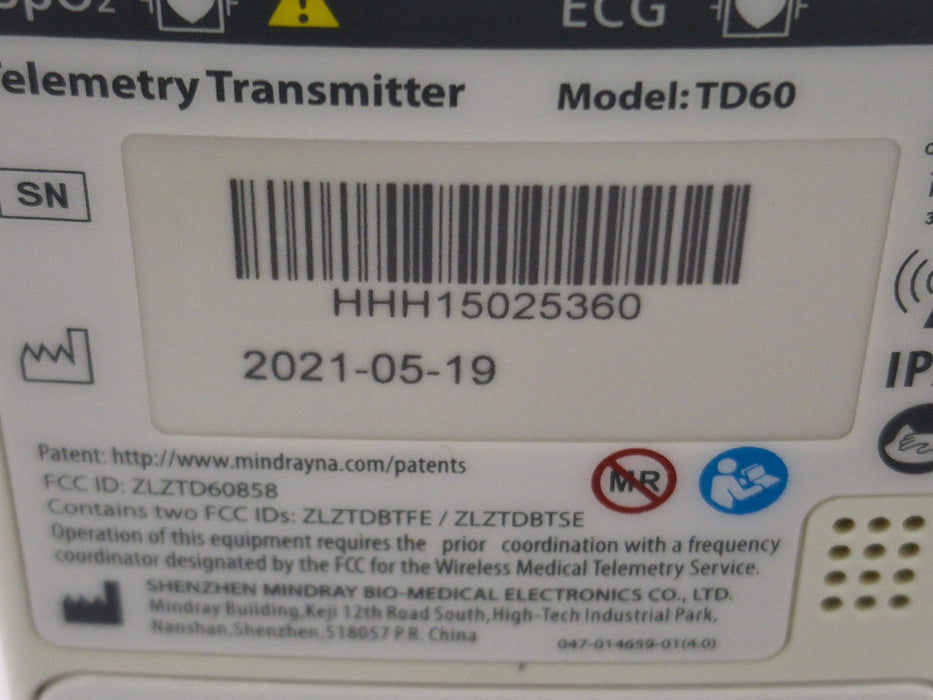 SpO2 ECG
Telemetry Transmitter Model: TD60
SN
HHH15025360
2021-05-19
IP
Patent: http://www.mindrayna.com/patents
FCC ID: ZLZTD60858
MR
Contains two FCC IDs: ZLZTDBTFE / ZLZTDBTSE
Operation of this equipment requires the prior coordination with a frequency
coordinator designated by the FCC for the Wireless Medical Telemetry Service.
SHENZHEN MINDRAY BIO-MEDICAL ELECTRONICS CO., LTD.
Mindray Building, Keji 12th Road South, High-Tech Industrial Park,
Nanshan, Shenzhen, 518057 P.R. China
047-014659-01(4.0)